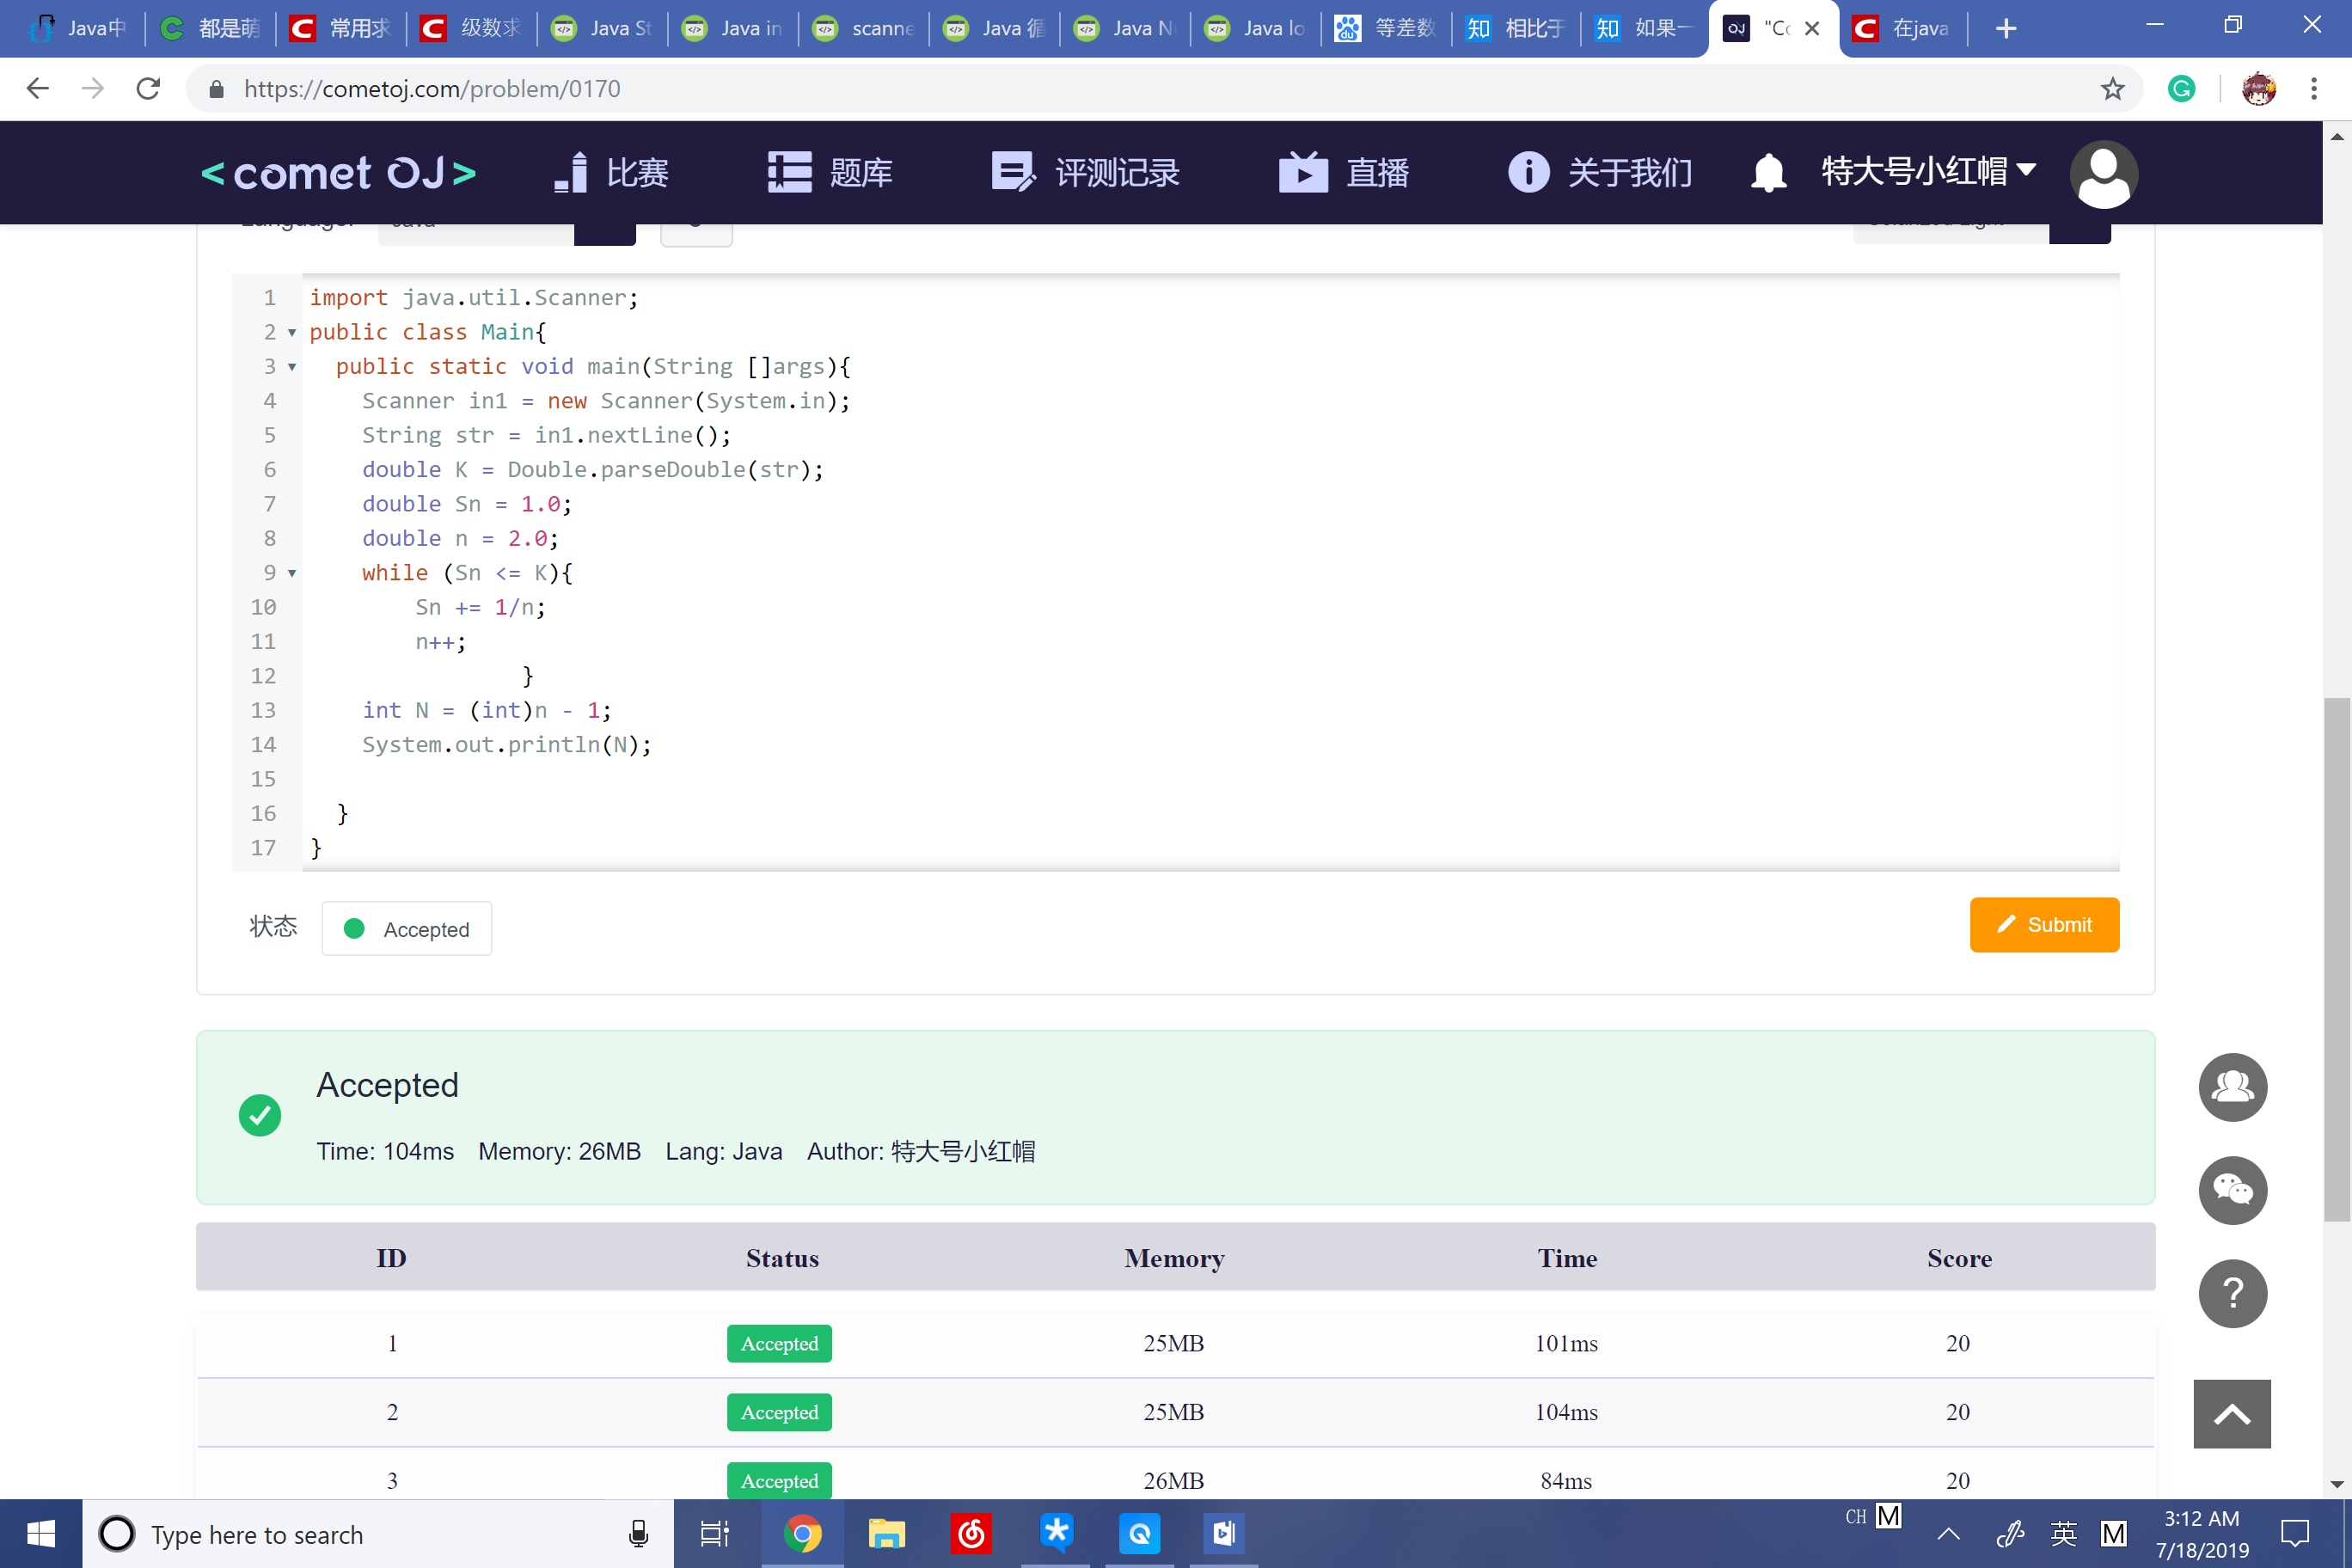 Java中
都是萌
常用求
级数求
Java St
Java in
scanne
Java 循
Java N
Java lo
等差数
相比于
如果一
"Co
在java
https://cometoj.com/problem/0170
<comet OJ>
比赛
题库
评测记录
直播
关于我们
特大号小红帽
Language:
Java
Solarized Light
1 import java.util.Scanner;
2 public class Main{
3 public static void main(String []args){
4 Scanner in1 = new Scanner(System.in);
5 String str = in1.nextLine();
6 double K = Double.parseDouble(str);
7 double Sn = 1.0;
8 double n = 2.0;
9 while (Sn <= K){
10 Sn += 1/n;
11 n++;
12 }
13 int N = (int)n - 1;
14 System.out.println(N);
15
16 }
17 }
状态
Accepted
Submit
Accepted
Time: 104ms Memory: 26MB Lang: Java Author: 特大号小红帽
ID Status Memory Time Score
1 Accepted 25MB 101ms 20
2 Accepted 25MB 104ms 20
3 Accepted 26MB 84ms 20
Type here to search
CH M
英
M
3:12 AM
7/18/2019